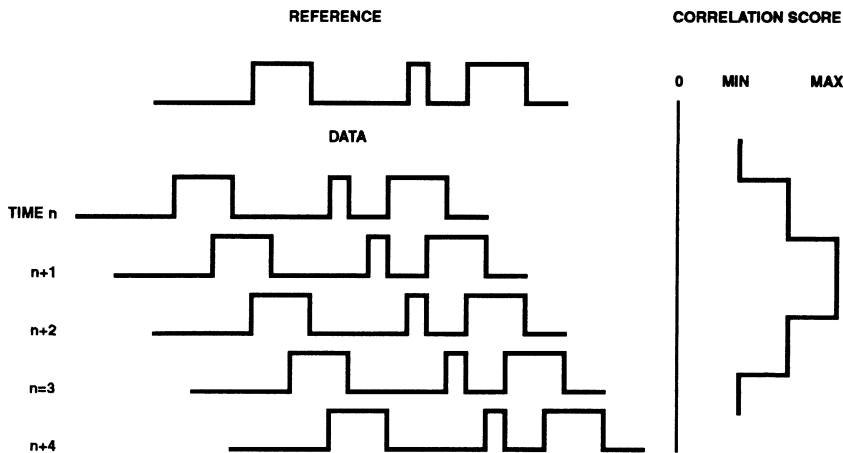 REFERENCE
CORRELATION SCORE
0 MIN MAX
DATA
TIME n
n+1
n+2
n=3
n+4